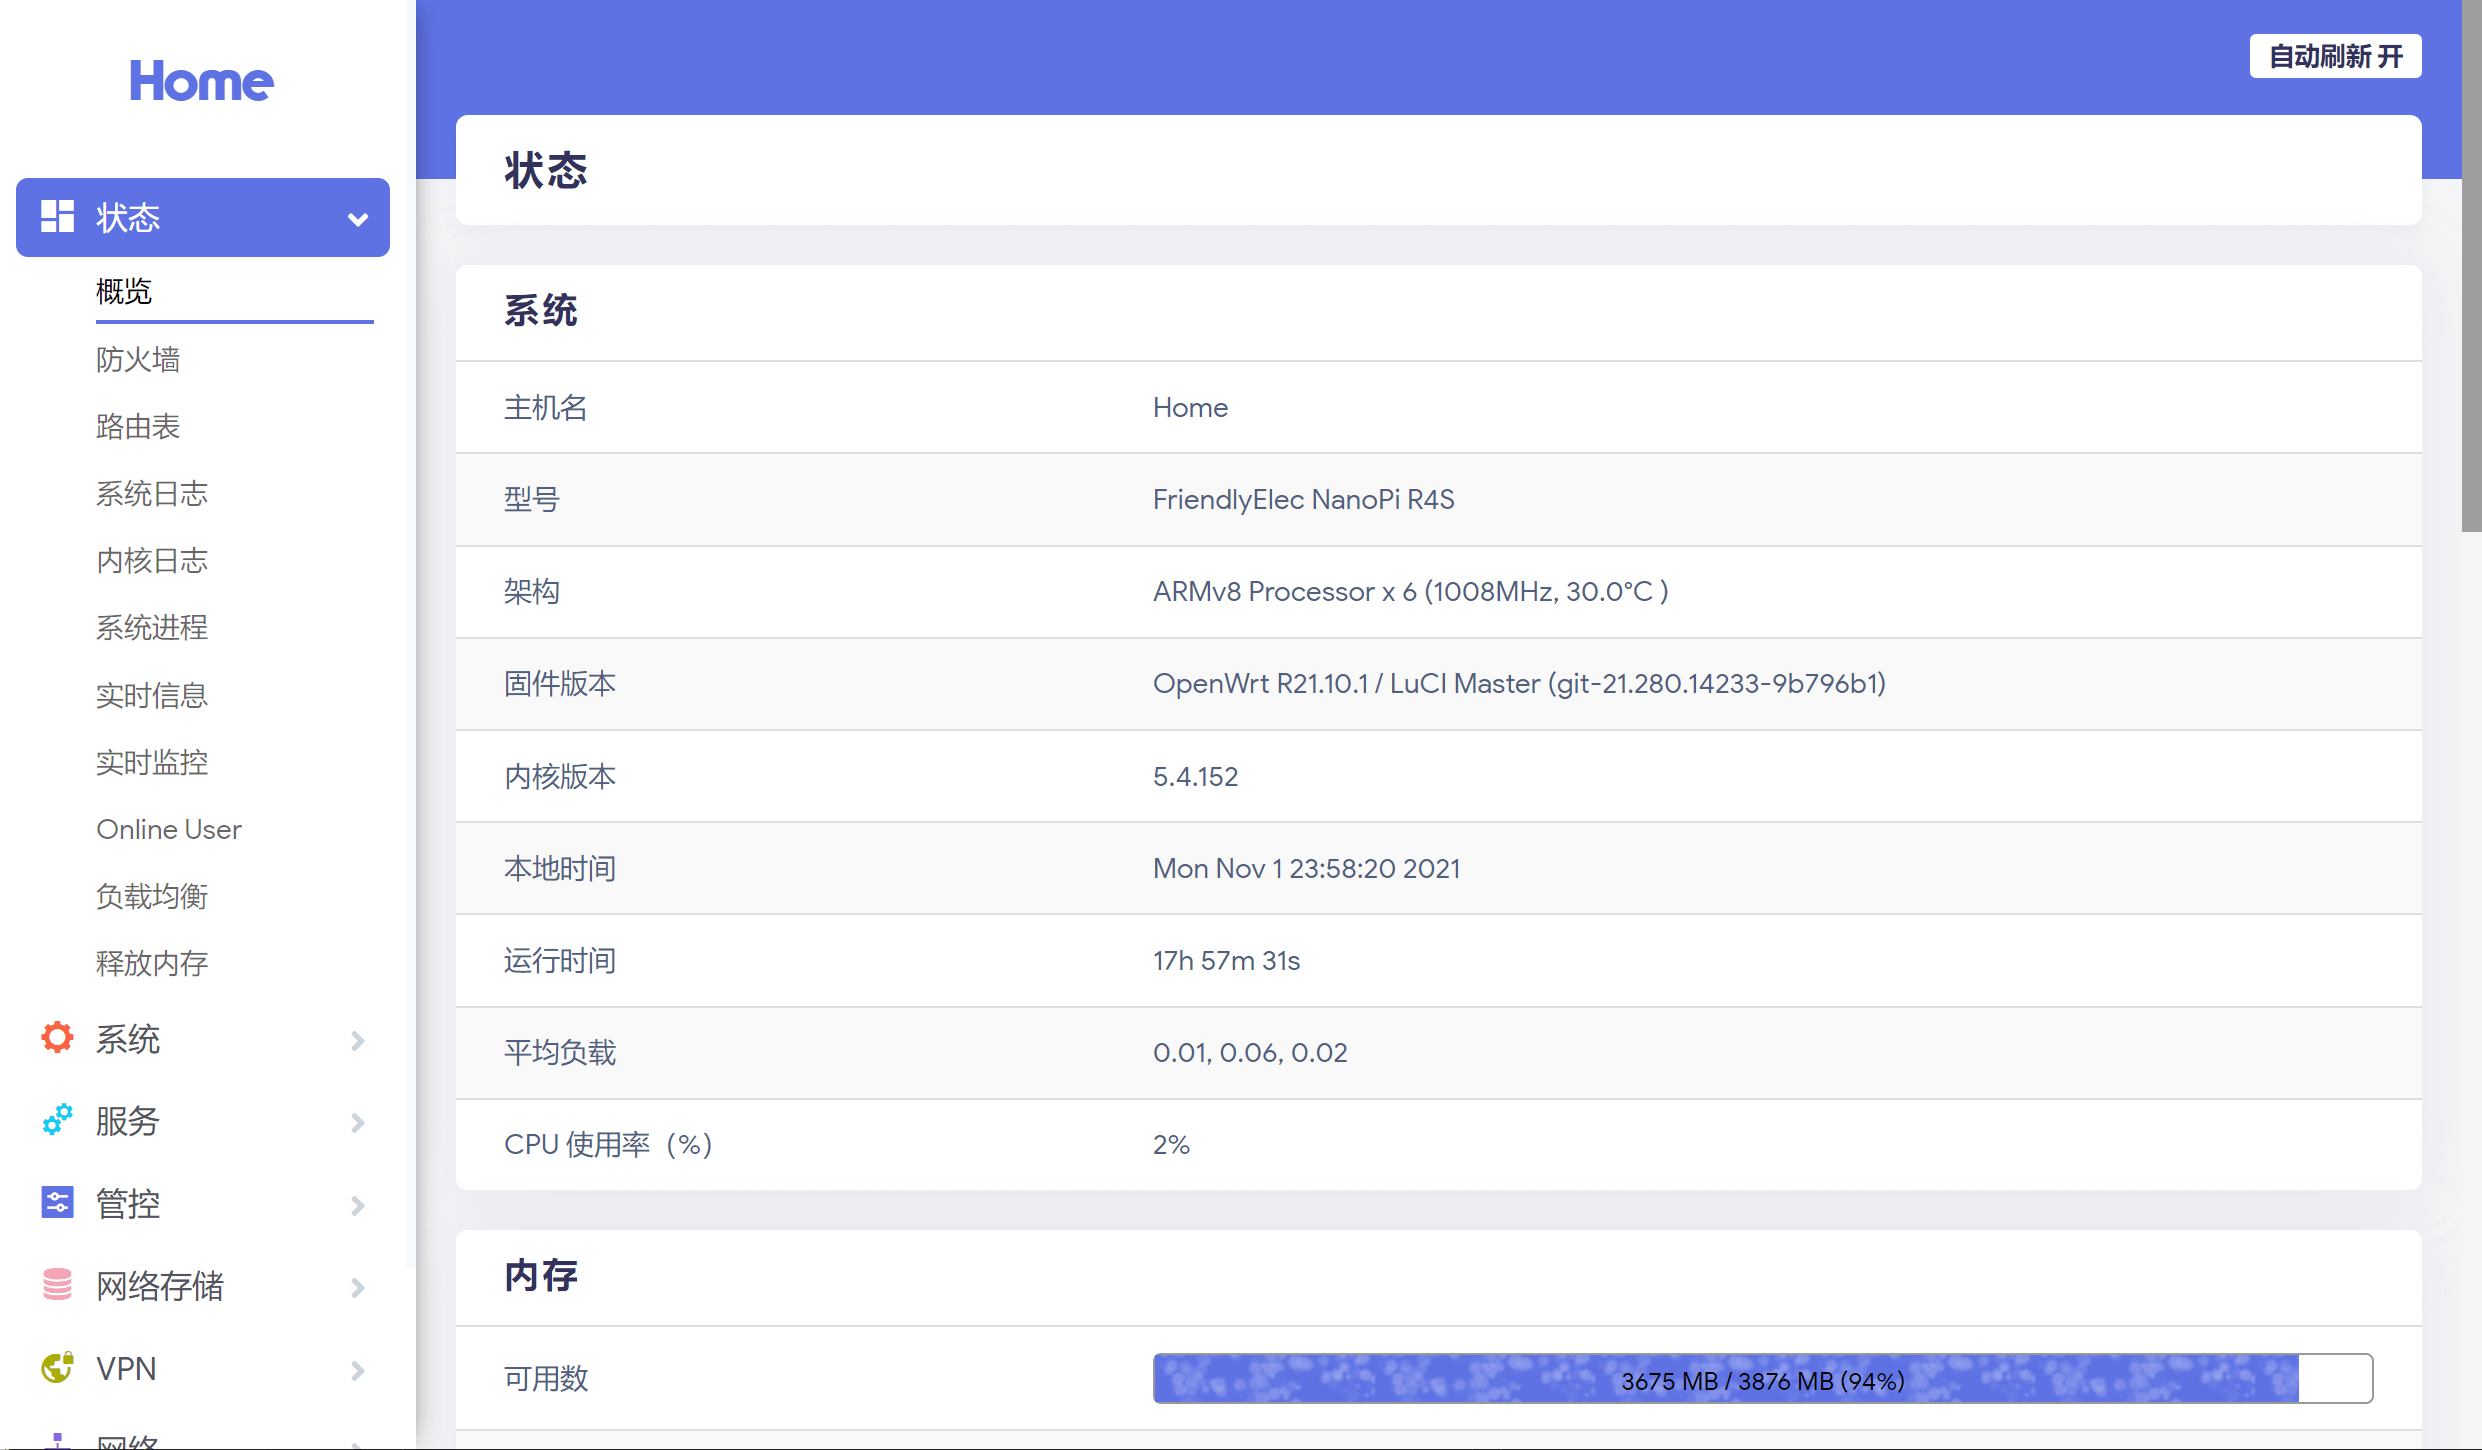 Home
状态
概览
防火墙
路由表
系统日志
内核日志
系统进程
实时信息
实时监控
Online User
负载均衡
释放内存
系统
服务
管控
网络存储
VPN
网络
自动刷新 开
状态
系统
主机名 Home
型号 FriendlyElec NanoPi R4S
架构 ARMv8 Processor x 6 (1008MHz, 30.0°C )
固件版本 OpenWrt R21.10.1 / LuCI Master (git-21.280.14233-9b796b1)
内核版本 5.4.152
本地时间 Mon Nov 1 23:58:20 2021
运行时间 17h 57m 31s
平均负载 0.01, 0.06, 0.02
CPU 使用率（%） 2%
内存
可用数 3675 MB / 3876 MB (94%)